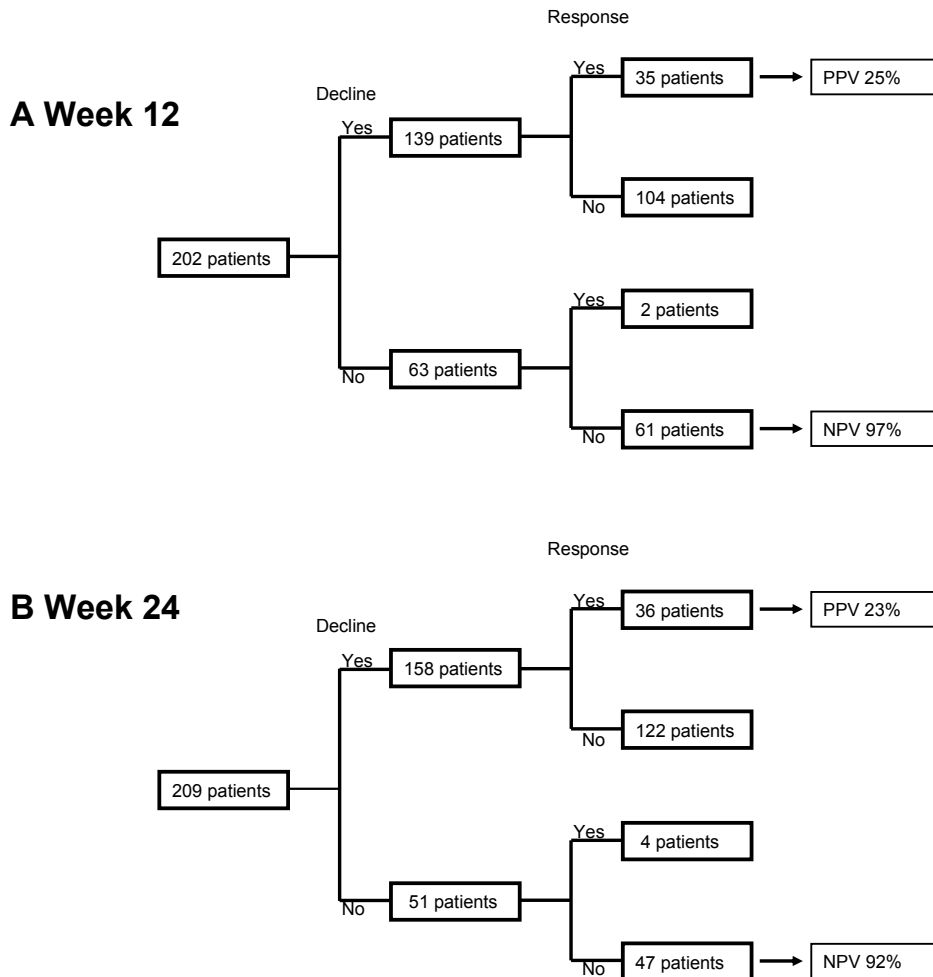 Response
Yes 35 patients PPV 25%
A Week 12
Decline
Yes 139 patients
No 104 patients
202 patients
Yes 2 patients
No 63 patients
No 61 patients NPV 97%
Response
B Week 24
Yes 36 patients PPV 23%
Decline
Yes 158 patients
No 122 patients
209 patients
Yes 4 patients
No 51 patients
No 47 patients NPV 92%